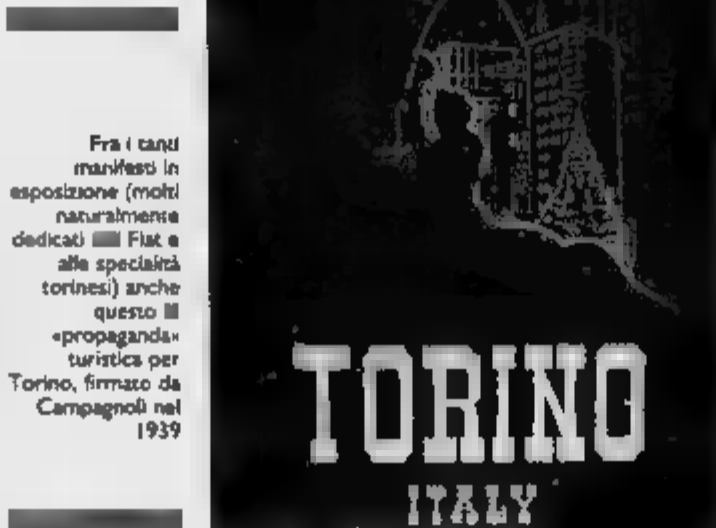 Fra i tanti
manifesti in
esposizione (molti
naturalmente
dedicati Fiat e
alle specialità
torinesi) anche
questo
«propaganda»
turistica per
Torino, firmato da
Campagnoli nel
1939
TORINO
ITALY